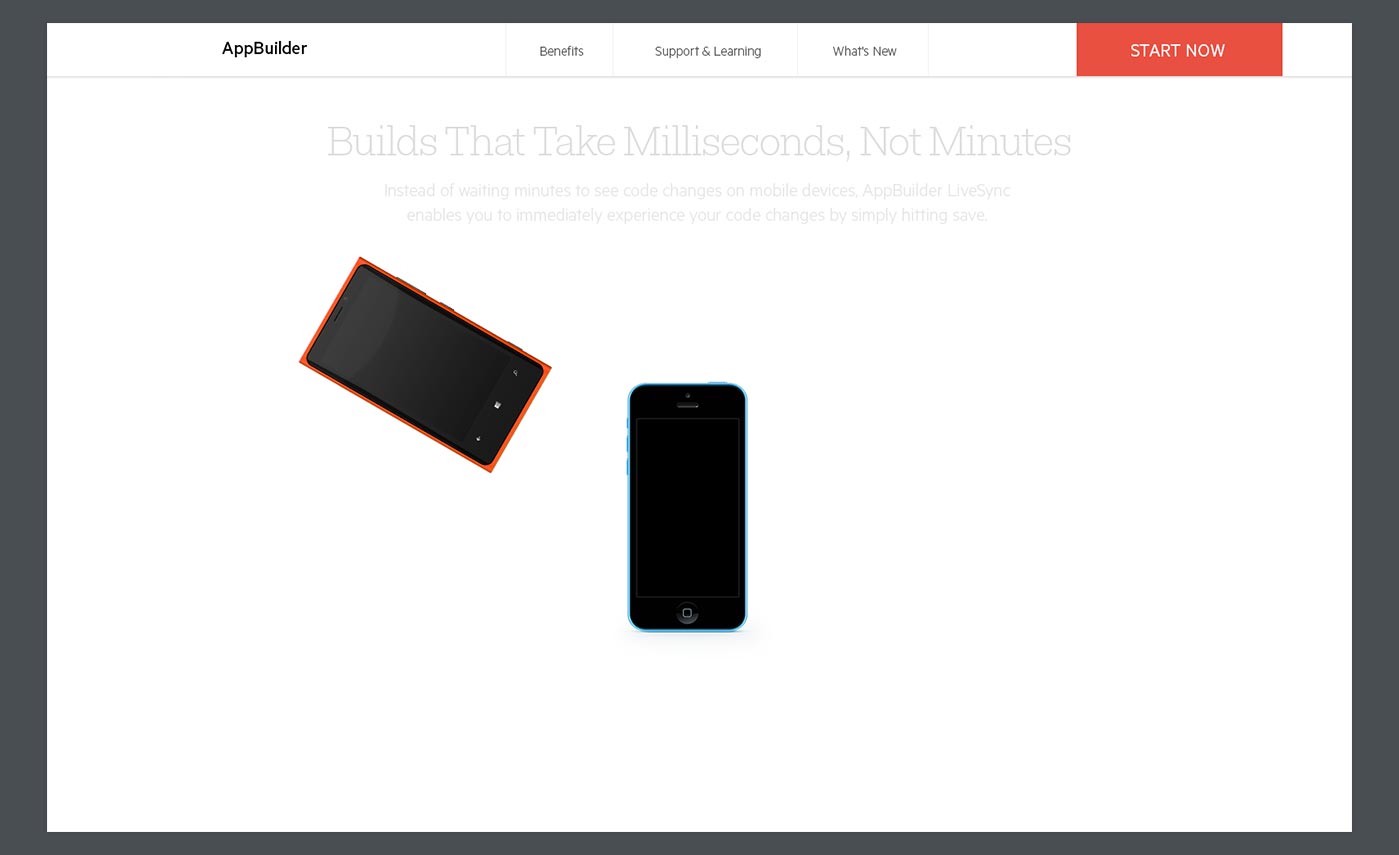 AppBuilder
Benefits
Support & Learning
What's New
START NOW
Builds That Take Milliseconds, Not Minutes
Instead of waiting minutes to see code changes on mobile devices, AppBuilder LiveSync
enables you to immediately experience your code changes by simply hitting save.